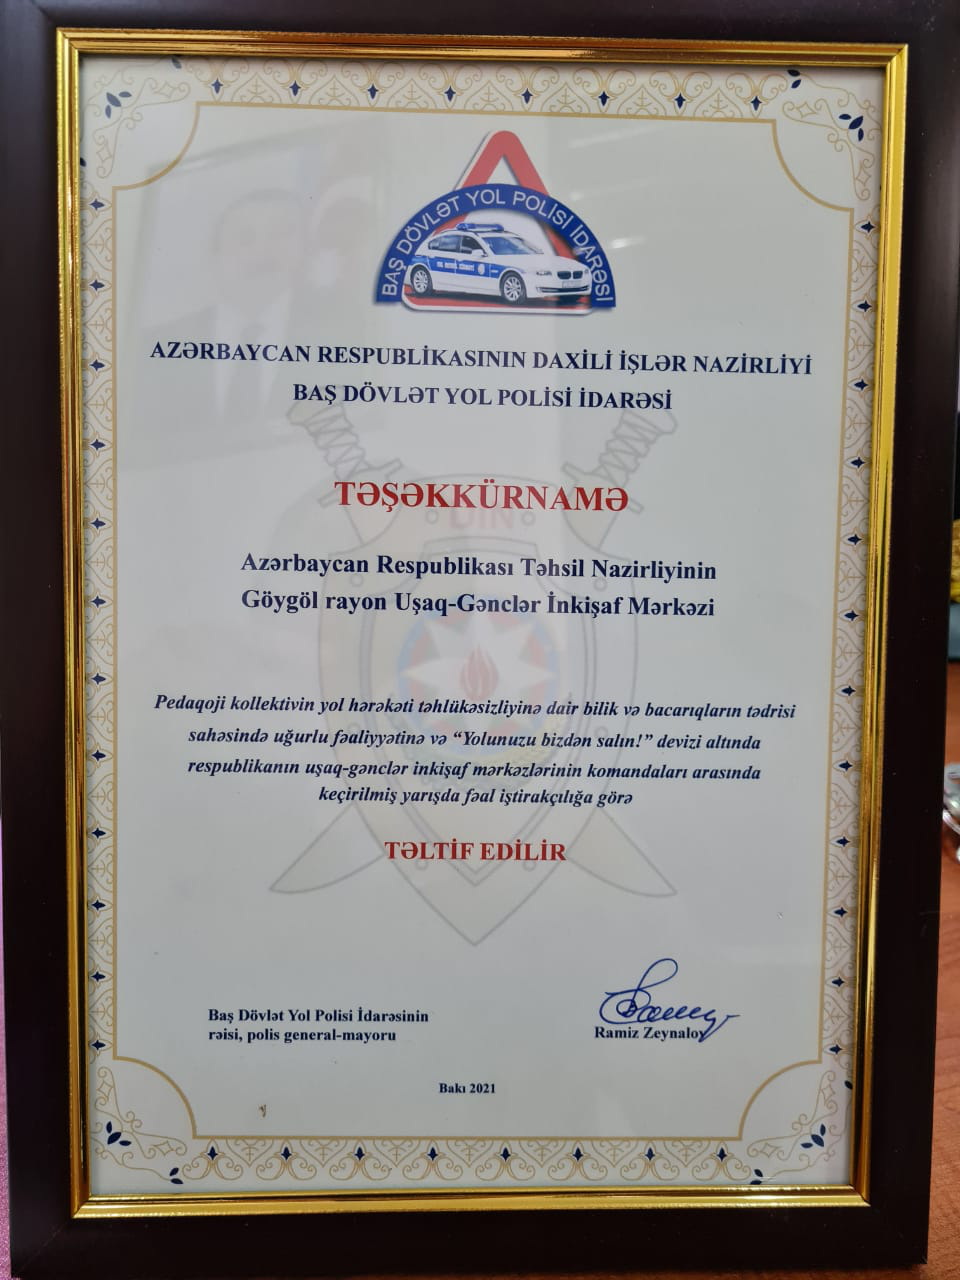 BAŞ DÖVLƏT YOL POLİSİ İDARƏSİ
AZƏRBAYCAN RESPUBLİKASININ DAXİLİ İŞLƏR NAZİRLİYİ
BAŞ DÖVLƏT YOL POLİSİ İDARƏSİ
TƏŞƏKKÜRNAMƏ
DİN
Azərbaycan Respublikası Təhsil Nazirliyinin
Göygöl rayon Uşaq-Gənclər İnkişaf Mərkəzi
Pedaqoji kollektivin yol hərəkəti təhlükəsizliyinə dair bilik və bacarıqların tədrisi
sahəsində uğurlu fəaliyyətinə və “Yolunuzu bizdən salın!” devizi altında
respublikanın uşaq-gənclər inkişaf mərkəzlərinin komandaları arasında
keçirilmiş yarışda fəal iştirakçılığa görə
TƏLTİF EDİLİR
Baş Dövlət Yol Polisi İdarəsinin
rəisi, polis general-mayoru
Ramiz Zeynalov
Bakı 2021